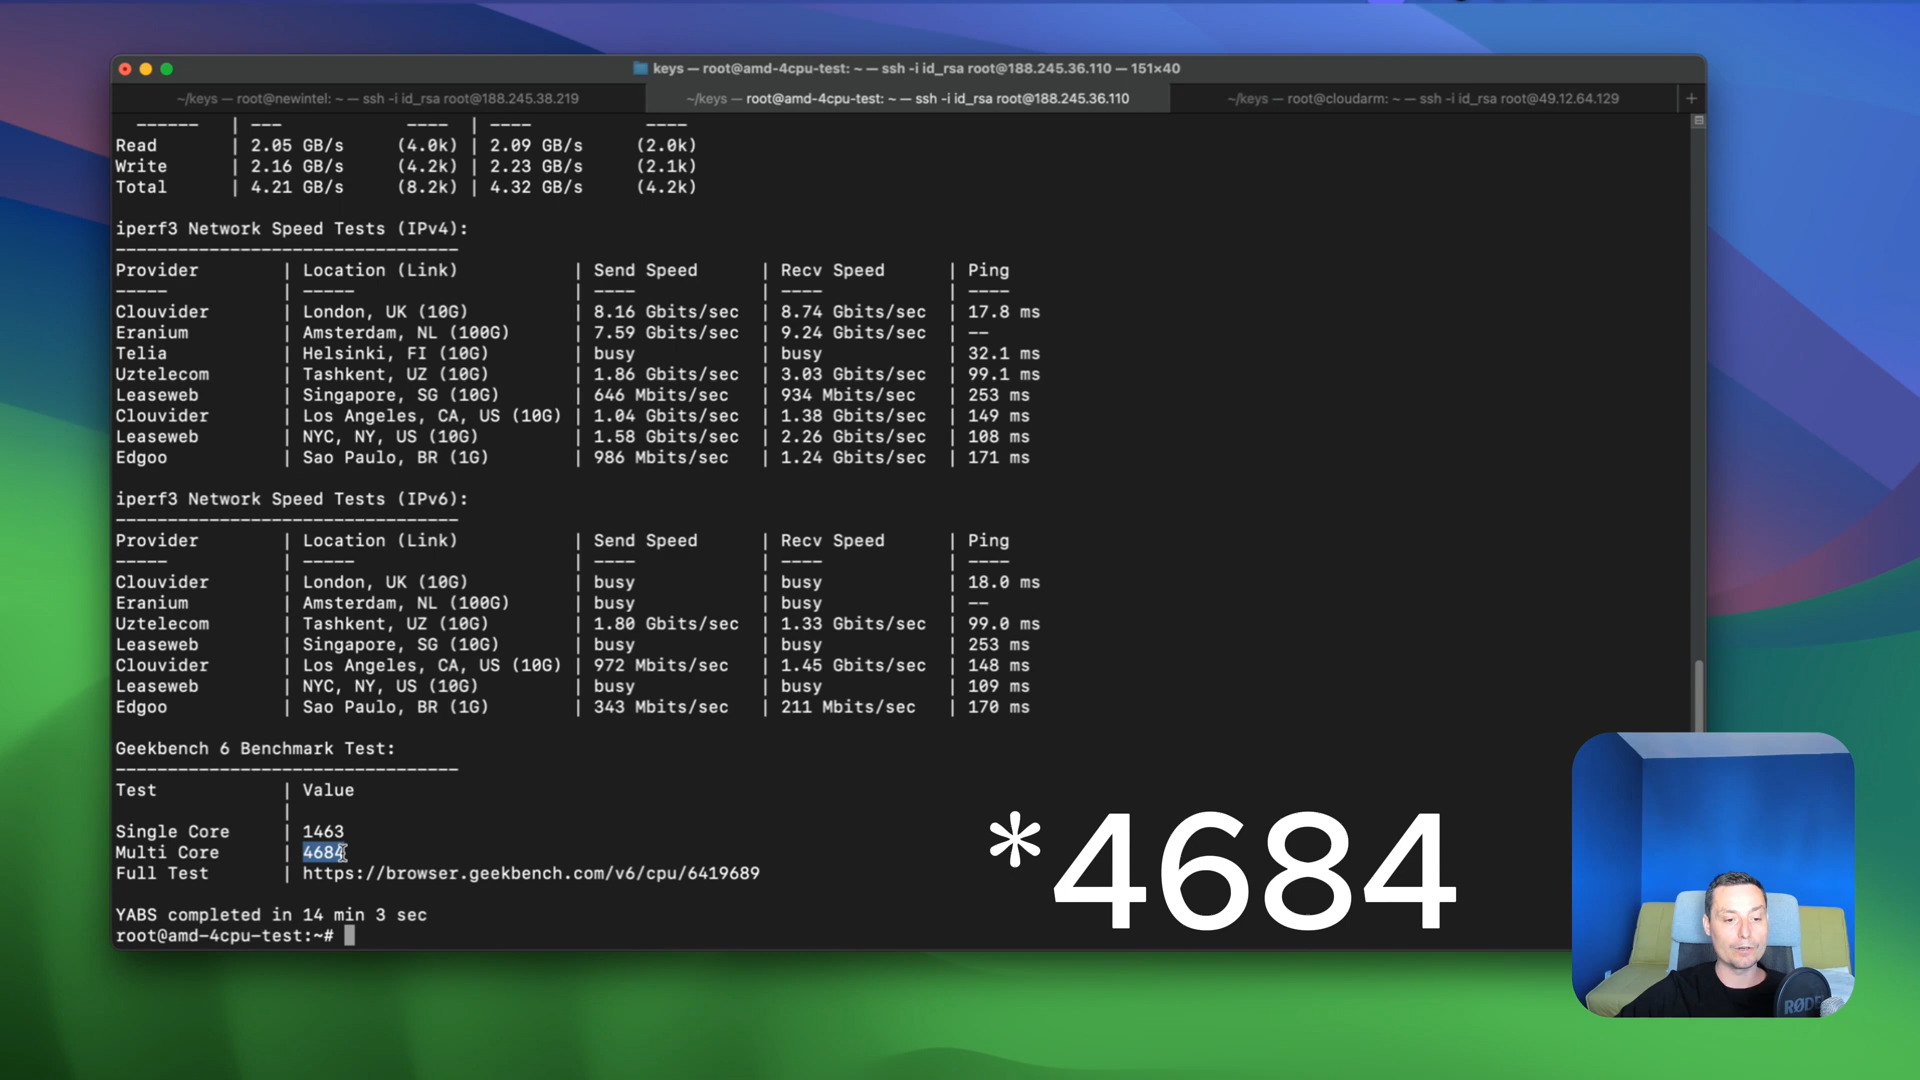 keys — root@amd-4cpu-test: ~ — ssh -i id_rsa root@188.245.36.110 — 151×40
~/keys — root@newintel: ~ — ssh -i id_rsa root@188.245.38.219 ~/keys — root@amd-4cpu-test: ~ — ssh -i id_rsa root@188.245.36.110 ~/keys — root@cloudarm: ~ — ssh -i id_rsa root@49.12.64.129 +
------ | --- ---- | ---- ----
Read | 2.05 GB/s (4.0k) | 2.09 GB/s (2.0k)
Write | 2.16 GB/s (4.2k) | 2.23 GB/s (2.1k)
Total | 4.21 GB/s (8.2k) | 4.32 GB/s (4.2k)
iperf3 Network Speed Tests (IPv4):
---------------------------------
Provider | Location (Link) | Send Speed | Recv Speed | Ping
----- | ----- | ---- | ---- | ----
Clouvider | London, UK (10G) | 8.16 Gbits/sec | 8.74 Gbits/sec | 17.8 ms
Eranium | Amsterdam, NL (100G) | 7.59 Gbits/sec | 9.24 Gbits/sec | --
Telia | Helsinki, FI (10G) | busy | busy | 32.1 ms
Uztelecom | Tashkent, UZ (10G) | 1.86 Gbits/sec | 3.03 Gbits/sec | 99.1 ms
Leaseweb | Singapore, SG (10G) | 646 Mbits/sec | 934 Mbits/sec | 253 ms
Clouvider | Los Angeles, CA, US (10G) | 1.04 Gbits/sec | 1.38 Gbits/sec | 149 ms
Leaseweb | NYC, NY, US (10G) | 1.58 Gbits/sec | 2.26 Gbits/sec | 108 ms
Edgoo | Sao Paulo, BR (1G) | 986 Mbits/sec | 1.24 Gbits/sec | 171 ms
iperf3 Network Speed Tests (IPv6):
---------------------------------
Provider | Location (Link) | Send Speed | Recv Speed | Ping
----- | ----- | ---- | ---- | ----
Clouvider | London, UK (10G) | busy | busy | 18.0 ms
Eranium | Amsterdam, NL (100G) | busy | busy | --
Uztelecom | Tashkent, UZ (10G) | 1.80 Gbits/sec | 1.33 Gbits/sec | 99.0 ms
Leaseweb | Singapore, SG (10G) | busy | busy | 253 ms
Clouvider | Los Angeles, CA, US (10G) | 972 Mbits/sec | 1.45 Gbits/sec | 148 ms
Leaseweb | NYC, NY, US (10G) | busy | busy | 109 ms
Edgoo | Sao Paulo, BR (1G) | 343 Mbits/sec | 211 Mbits/sec | 170 ms
Geekbench 6 Benchmark Test:
---------------------------------
Test | Value
|
Single Core | 1463
Multi Core | 4684
Full Test | https://browser.geekbench.com/v6/cpu/6419689
YABS completed in 14 min 3 sec
root@amd-4cpu-test:~#
*4684
RØDE